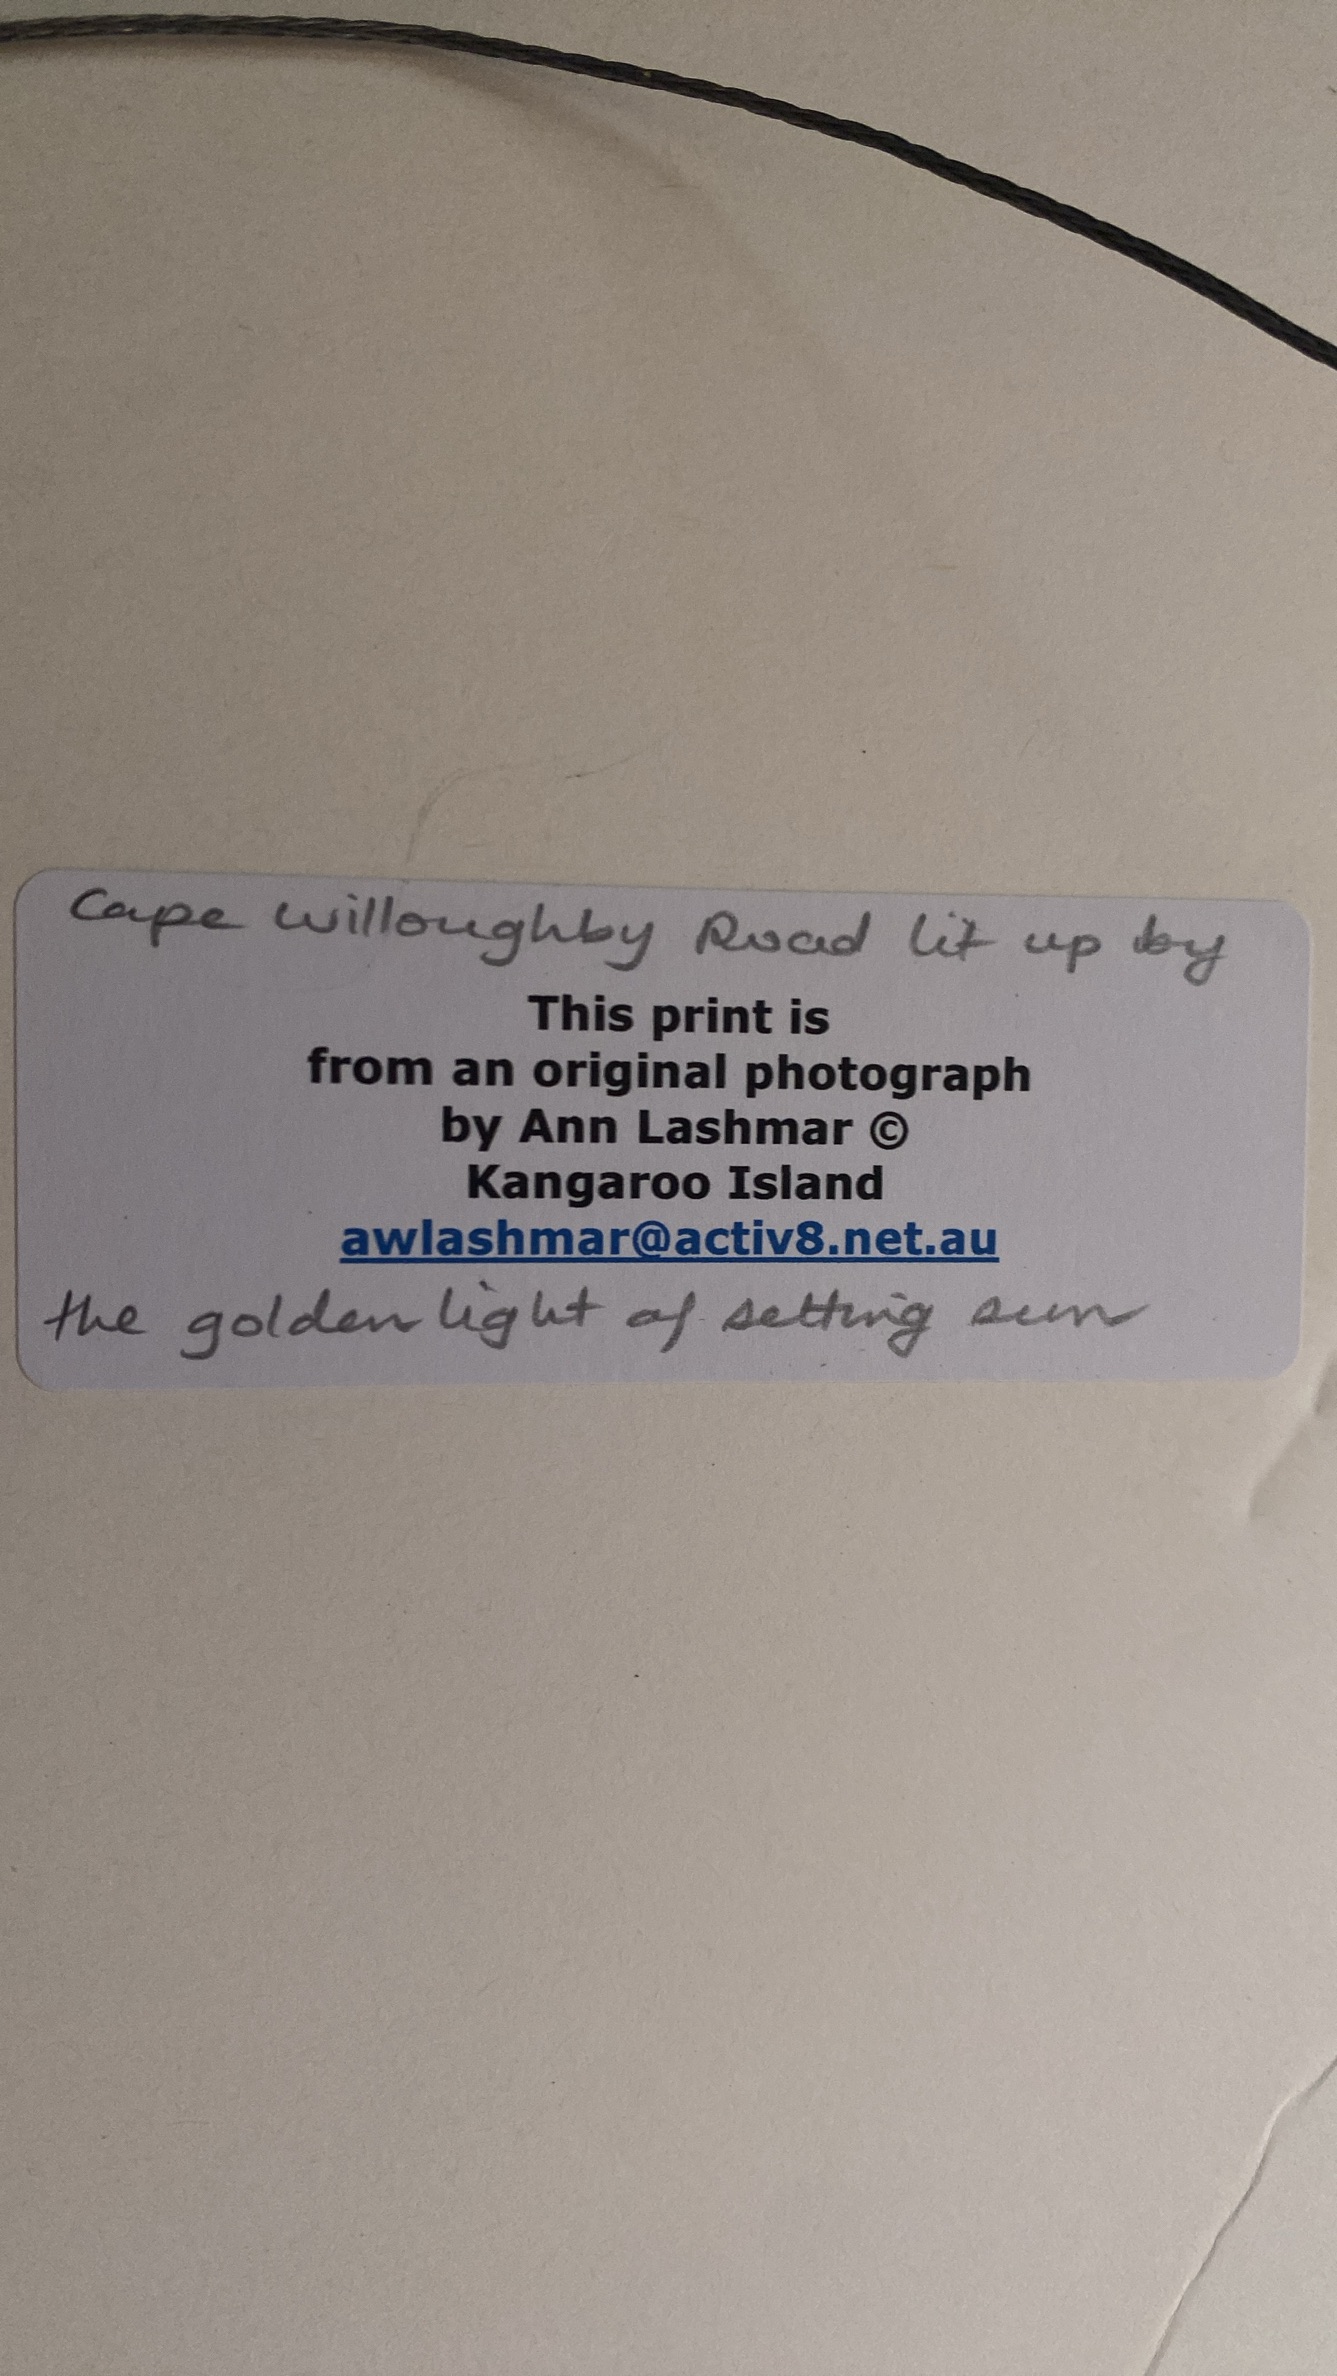 Cape Willoughby Road lit up by
This print is
from an original photograph
by Ann Lashmar ©
Kangaroo Island
awlashmar@activ8.net.au
the golden light of setting sun